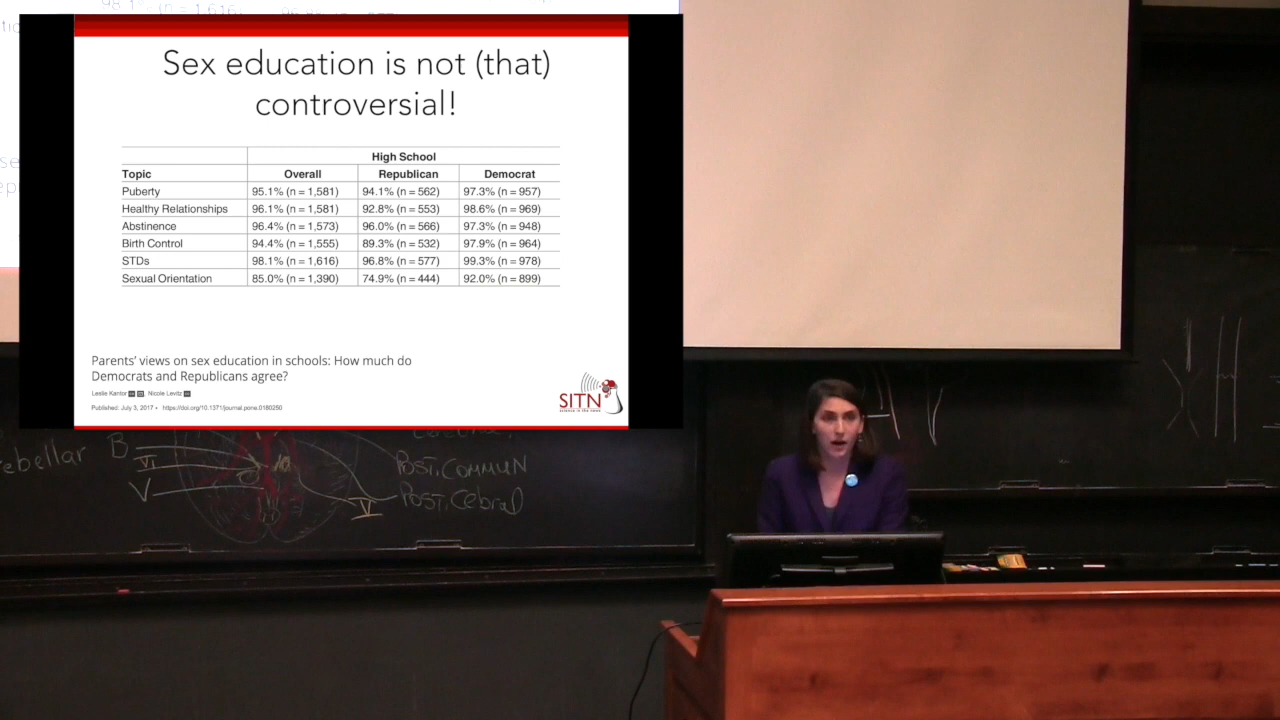 98.1% (n = 1,616)
Sex education is not (that)
controversial!
High School
Topic Overall Republican Democrat
Puberty 95.1% (n = 1,581) 94.1% (n = 562) 97.3% (n = 957)
Healthy Relationships 96.1% (n = 1,581) 92.8% (n = 553) 98.6% (n = 969)
Abstinence 96.4% (n = 1,573) 96.0% (n = 566) 97.3% (n = 948)
Birth Control 94.4% (n = 1,555) 89.3% (n = 532) 97.9% (n = 964)
STDs 98.1% (n = 1,616) 96.8% (n = 577) 99.3% (n = 978)
Sexual Orientation 85.0% (n = 1,390) 74.9% (n = 444) 92.0% (n = 899)
Parents' views on sex education in schools: How much do
Democrats and Republicans agree?
Leslie Kantor, Nicole Levitz
Published: July 3, 2017 • https://doi.org/10.1371/journal.pone.0180250
SITN
science in the news
ebellar B
VI
V
POST. COMMUN
POST. CebraD
V